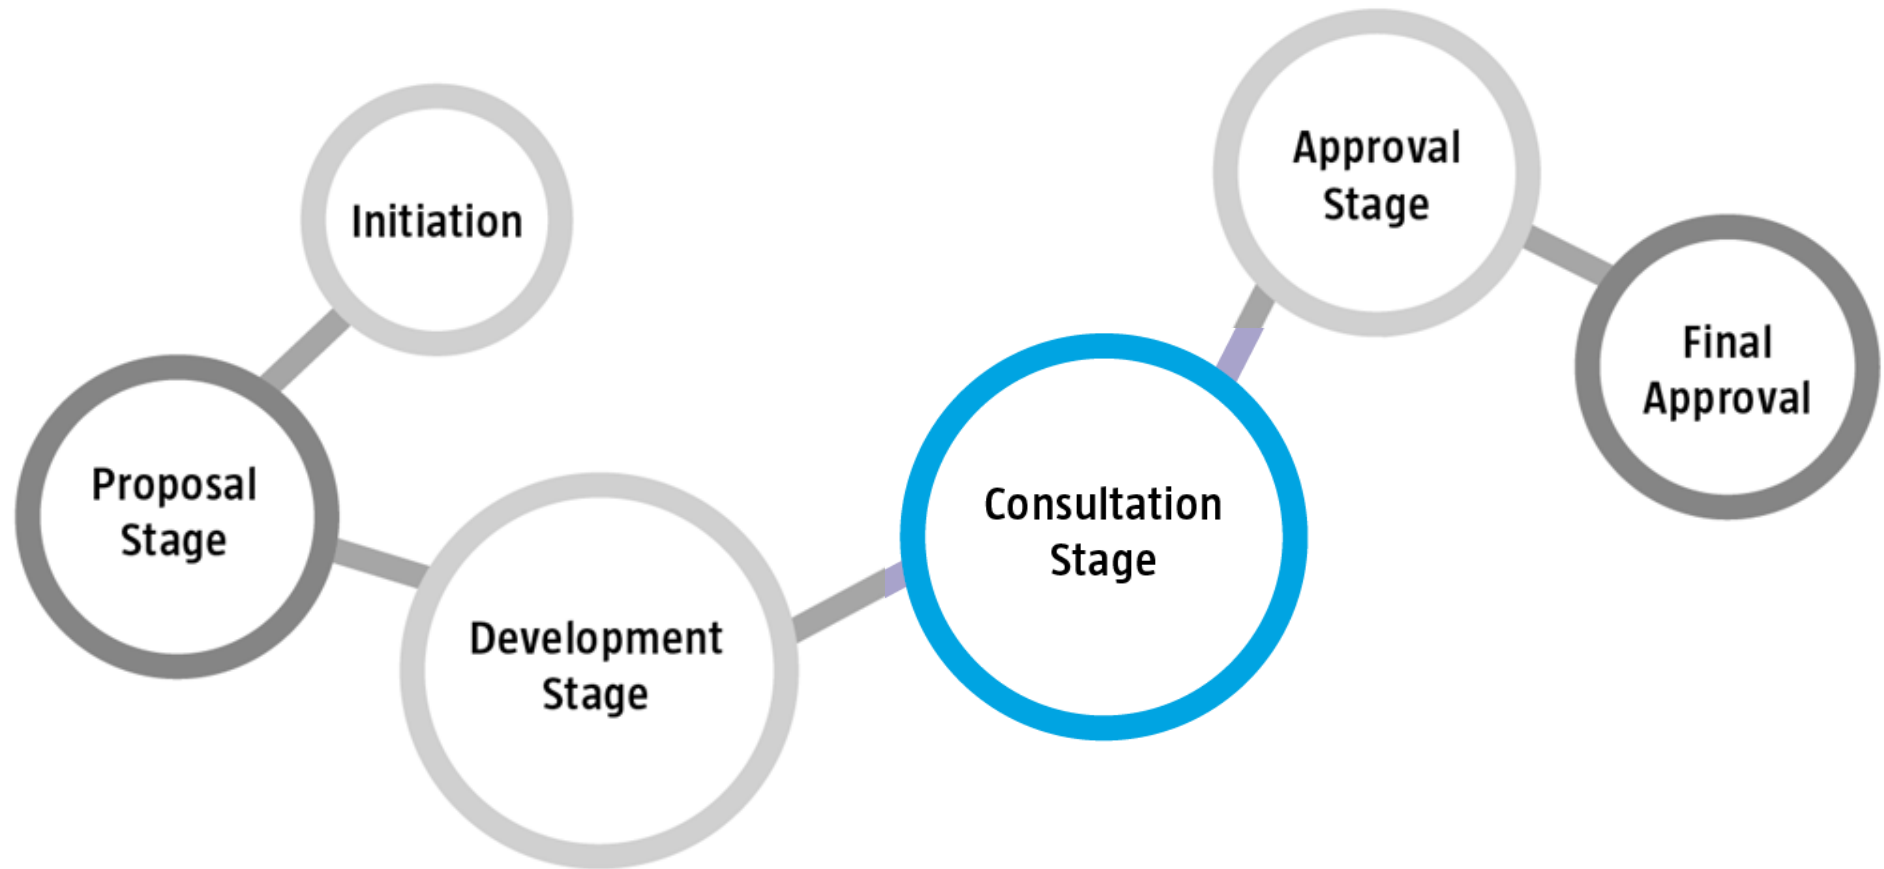 Initiation
Proposal
Stage
Development
Stage
Consultation
Stage
Approval
Stage
Final
Approval